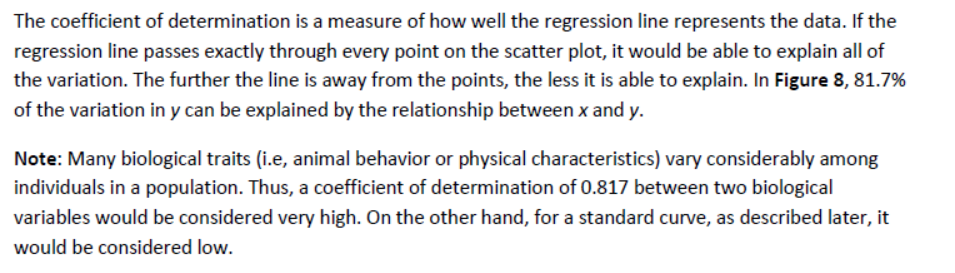 The coefficient of determination is a measure of how well the regression line represents the data. If the
regression line passes exactly through every point on the scatter plot, it would be able to explain all of
the variation. The further the line is away from the points, the less it is able to explain. In Figure 8, 81.7%
of the variation in y can be explained by the relationship between x and y.
Note: Many biological traits (i.e, animal behavior or physical characteristics) vary considerably among
individuals in a population. Thus, a coefficient of determination of 0.817 between two biological
variables would be considered very high. On the other hand, for a standard curve, as described later, it
would be considered low.